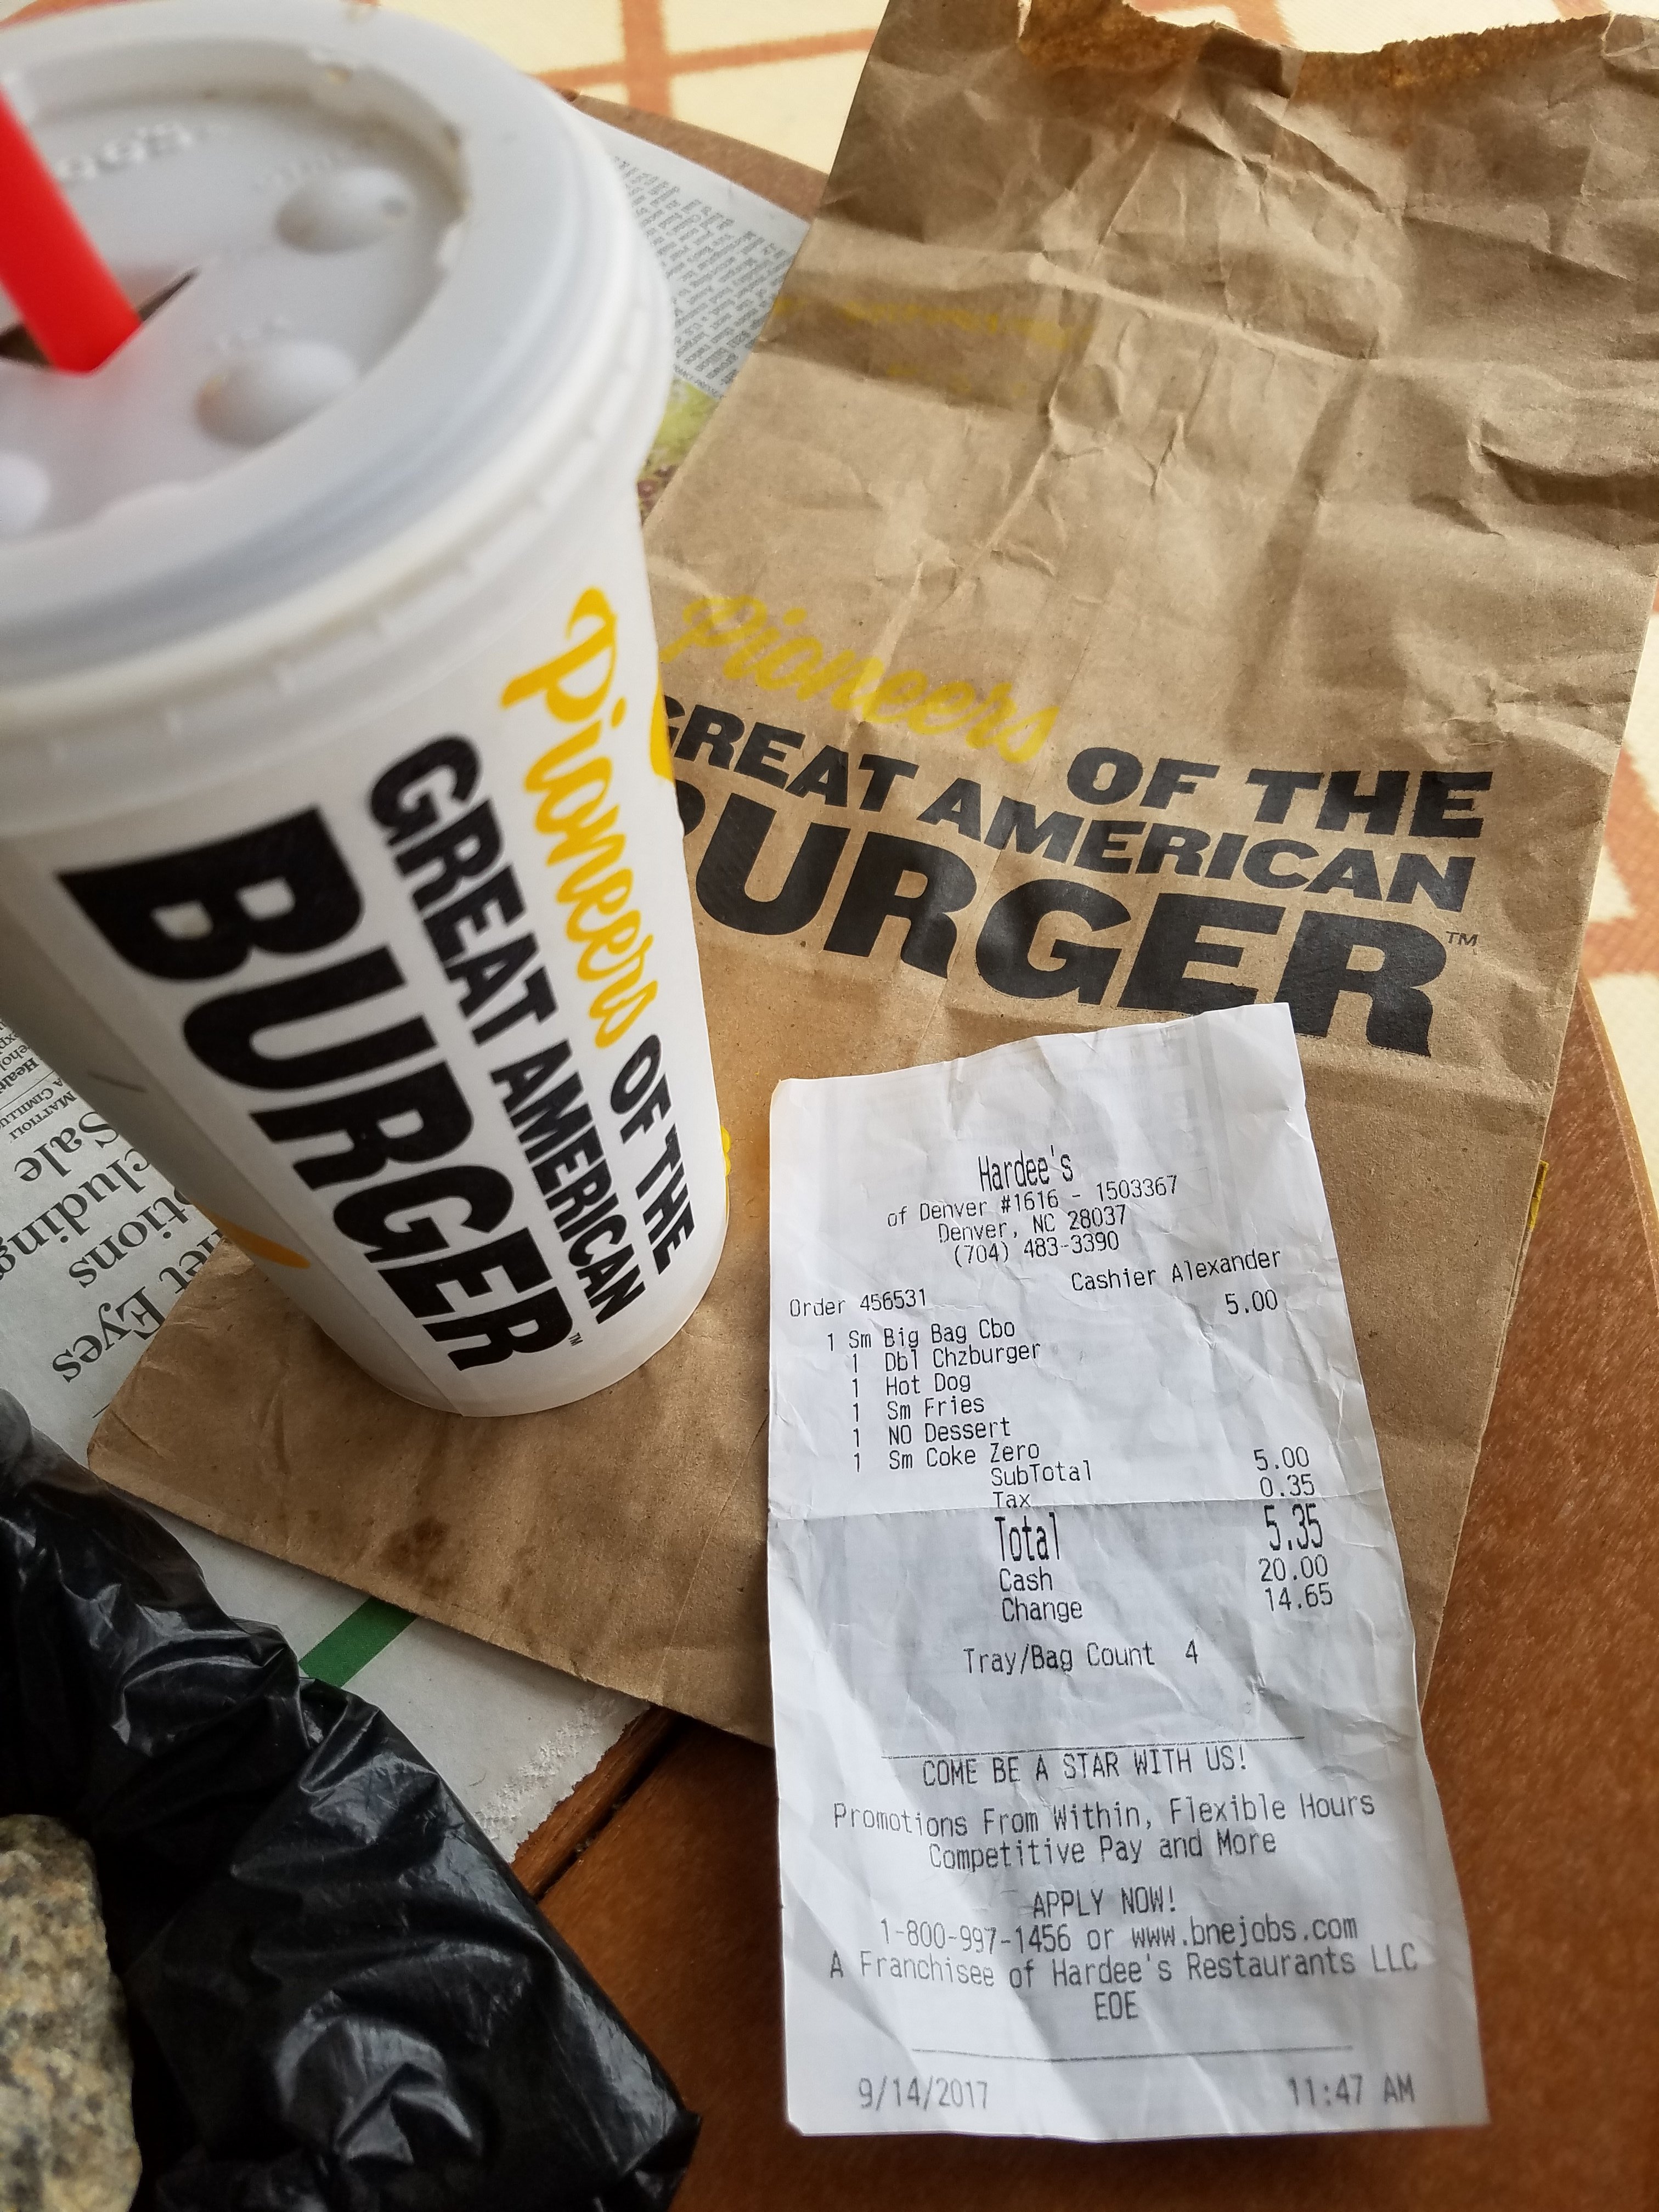 Pioneers OF THE
GREAT AMERICAN
BURGER™
Pioneers OF THE
GREAT AMERICAN
URGER™
Hardee's
of Denver #1616 - 1503367
Denver, NC 28037
(704) 483-3390
Cashier Alexander
Order 456531
1 Sm Big Bag Cbo 5.00
1 Dbl Chzburger
1 Hot Dog
1 Sm Fries
1 NO Dessert
1 Sm Coke Zero
SubTotal 5.00
Tax 0.35
Total 5.35
Cash 20.00
Change 14.65
Tray/Bag Count 4
COME BE A STAR WITH US!
Promotions From Within, Flexible Hours
Competitive Pay and More
APPLY NOW!
1-800-997-1456 or www.bnejobs.com
A Franchisee of Hardee's Restaurants LLC
EOE
9/14/2017 11:47 AM
Eyes
Sale